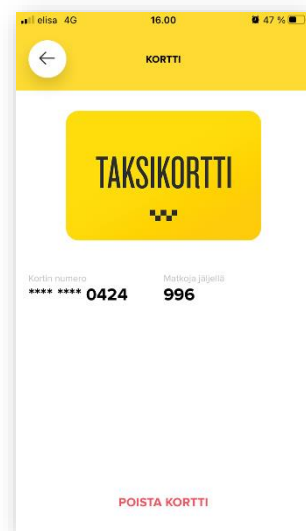 elisa 4G 16.00 47 %
KORTTI
TAKSIKORTTI
Kortin numero Matkoja jäljellä
**** **** 0424 996
POISTA KORTTI